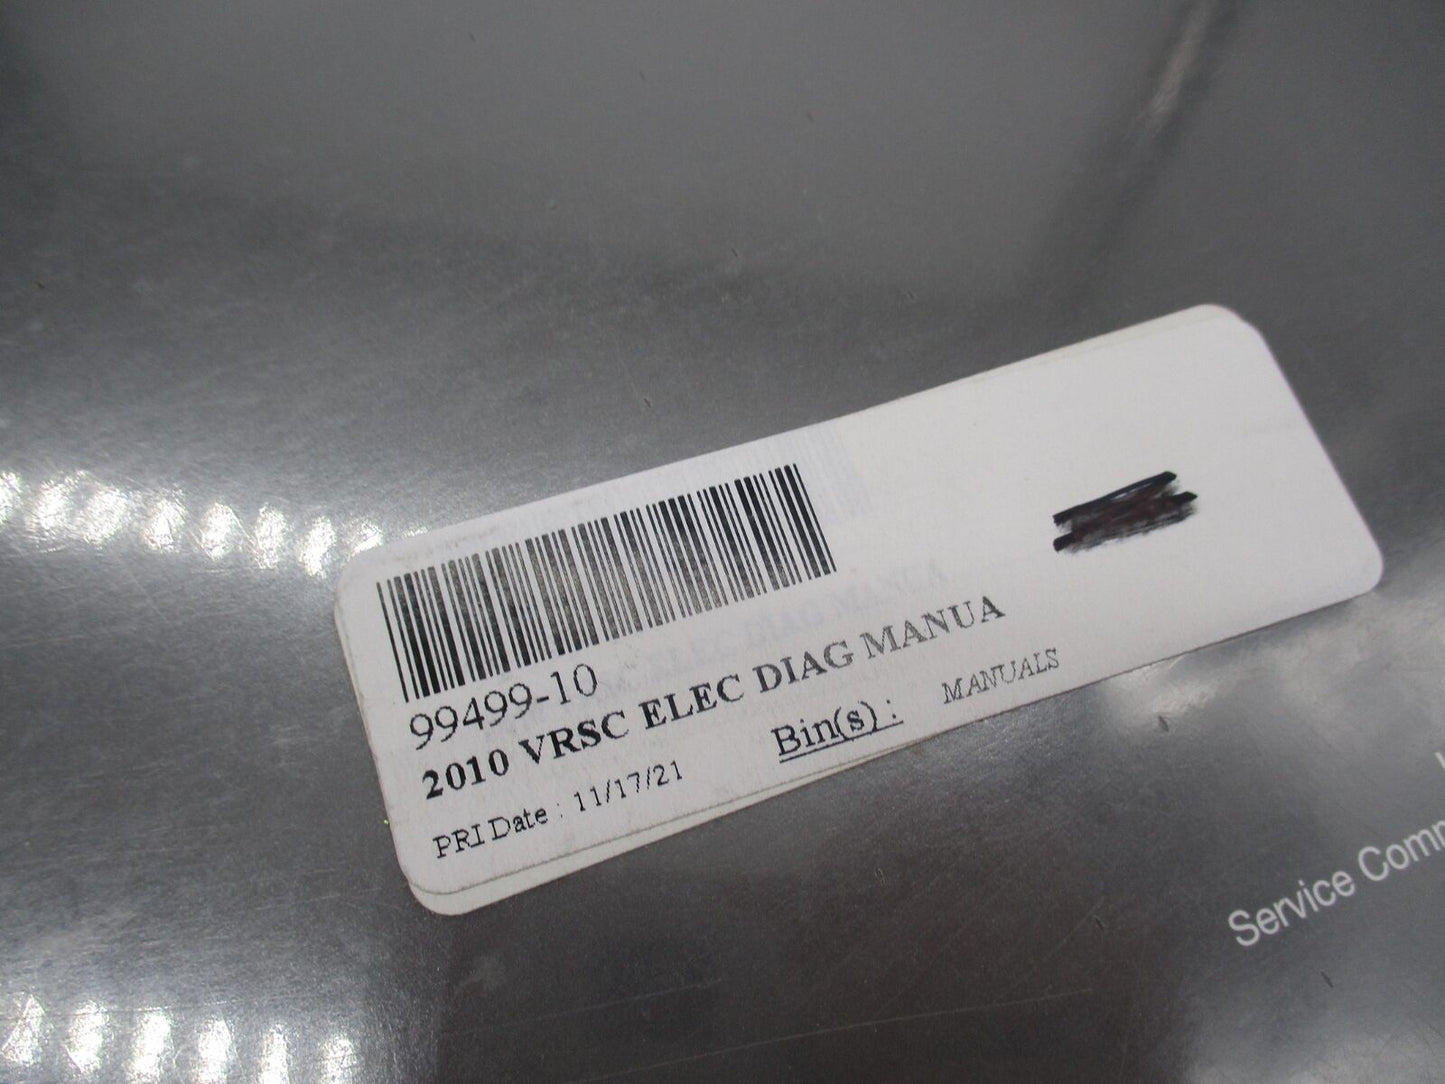 99499-10
2010 VRSC ELEC DIAG MANUA
PRI Date : 11/17/21
Bin(s) : MANUALS
Service Comm